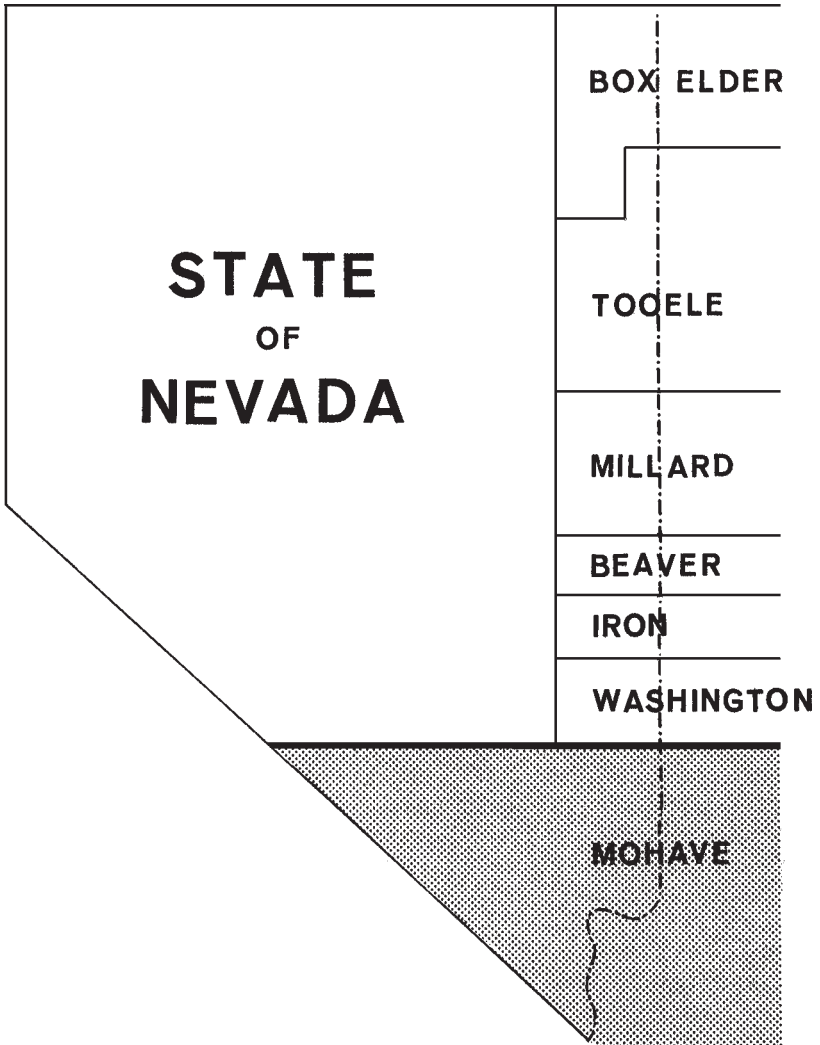 BOX ELDER
STATE
OF
NEVADA
TOOELE
MILLARD
BEAVER
IRON
WASHINGTON
MOHAVE